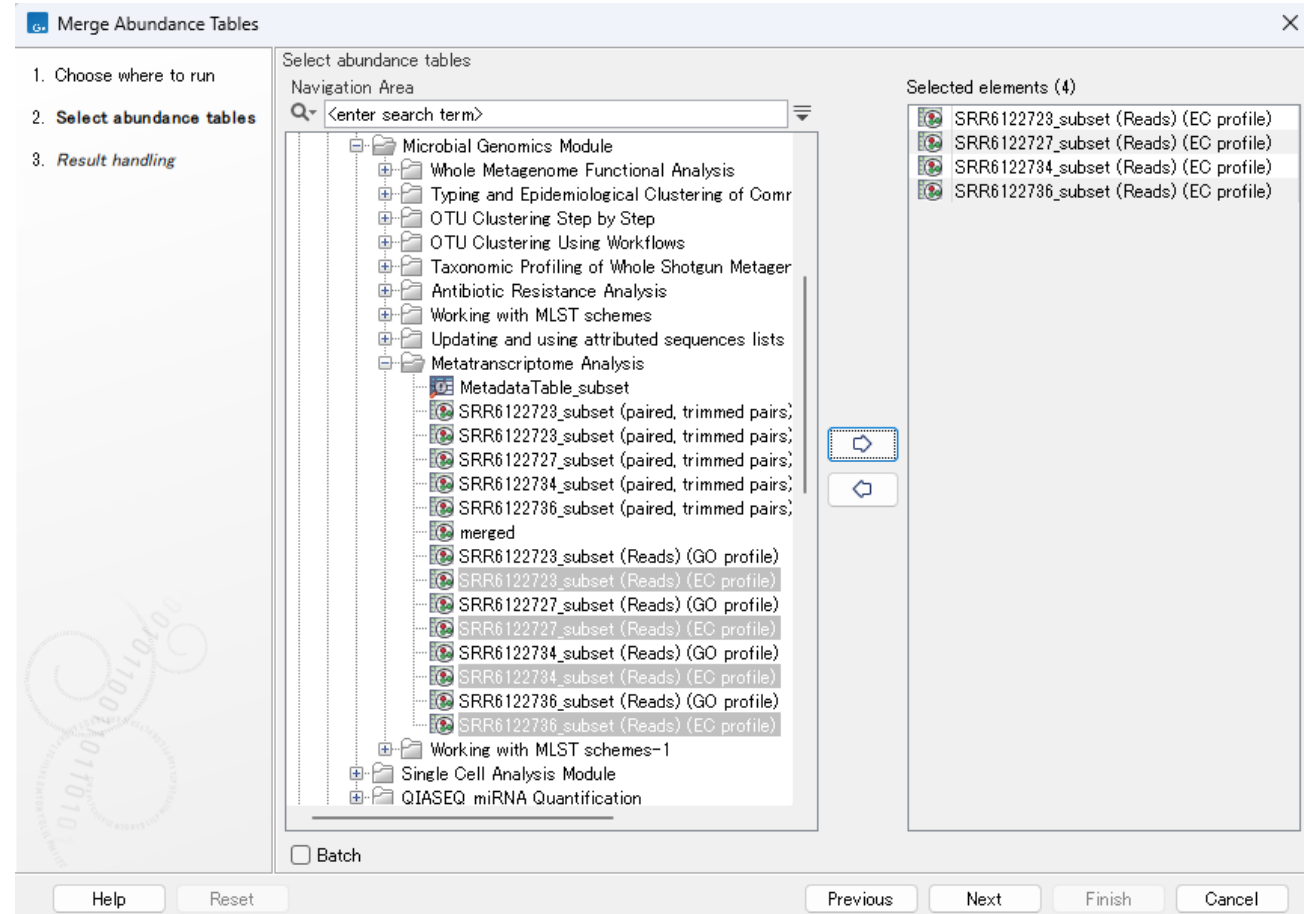 Merge Abundance Tables
1. Choose where to run
2. Select abundance tables
3. Result handling
Select abundance tables
Navigation Area
<enter search term>
Microbial Genomics Module
Whole Metagenome Functional Analysis
Typing and Epidemiological Clustering of Comr
OTU Clustering Step by Step
OTU Clustering Using Workflows
Taxonomic Profiling of Whole Shotgun Metager
Antibiotic Resistance Analysis
Working with MLST schemes
Updating and using attributed sequences lists
Metatranscriptome Analysis
MetadataTable_subset
SRR6122723_subset (paired, trimmed pairs)
SRR6122723_subset (paired, trimmed pairs)
SRR6122727_subset (paired, trimmed pairs)
SRR6122734_subset (paired, trimmed pairs)
SRR6122736_subset (paired, trimmed pairs)
merged
SRR6122723_subset (Reads) (GO profile)
SRR6122723_subset (Reads) (EC profile)
SRR6122727_subset (Reads) (GO profile)
SRR6122727_subset (Reads) (EC profile)
SRR6122734_subset (Reads) (GO profile)
SRR6122734_subset (Reads) (EC profile)
SRR6122736_subset (Reads) (GO profile)
SRR6122736_subset (Reads) (EC profile)
Working with MLST schemes-1
Single Cell Analysis Module
QIASEQ miRNA Quantification
Batch
Selected elements (4)
SRR6122723_subset (Reads) (EC profile)
SRR6122727_subset (Reads) (EC profile)
SRR6122734_subset (Reads) (EC profile)
SRR6122736_subset (Reads) (EC profile)
Help Reset Previous Next Finish Cancel